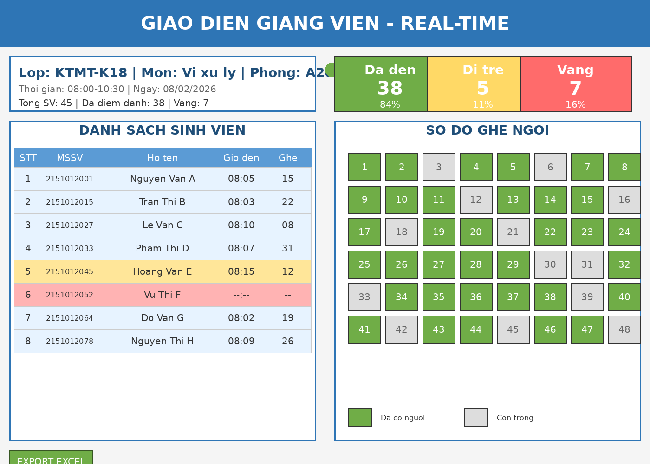 GIAO DIEN GIANG VIEN - REAL-TIME
Lop: KTMT-K18 | Mon: Vi xu ly | Phong: A2
Thoi gian: 08:00-10:30 | Ngay: 08/02/2026
Tong SV: 45 | Da diem danh: 38 | Vang: 7
Da den Di tre Vang
38 5 7
84% 11% 16%
DANH SACH SINH VIEN
STT MSSV Ho ten Gio den Ghe
1 2151012001 Nguyen Van A 08:05 15
2 2151012015 Tran Thi B 08:03 22
3 2151012027 Le Van C 08:10 08
4 2151012033 Pham Thi D 08:07 31
5 2151012045 Hoang Van E 08:15 12
6 2151012052 Vu Thi F --:-- --
7 2151012064 Do Van G 08:02 19
8 2151012078 Nguyen Thi H 08:09 26
SO DO GHE NGOI
1 2 3 4 5 6 7 8
9 10 11 12 13 14 15 16
17 18 19 20 21 22 23 24
25 26 27 28 29 30 31 32
33 34 35 36 37 38 39 40
41 42 43 44 45 46 47 48
Da co nguoi Con trong
EXPORT EXCEL